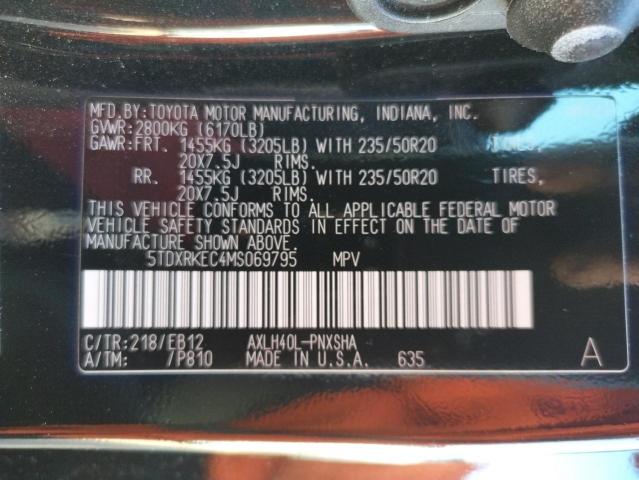 MFD.BY:TOYOTA MOTOR MANUFACTURING, INDIANA, INC.
GVWR:2800KG (6170LB)
GAWR:FRT. 1455KG (3205LB) WITH 235/50R20 TIRES,
20X7.5J RIMS.
RR. 1455KG (3205LB) WITH 235/50R20 TIRES,
20X7.5J RIMS.
THIS VEHICLE CONFORMS TO ALL APPLICABLE FEDERAL MOTOR
VEHICLE SAFETY STANDARDS IN EFFECT ON THE DATE OF
MANUFACTURE SHOWN ABOVE.
5TDXRKEC4MS069795 MPV
C/TR:218/EB12 AXLH40L-PNXSHA
A/TM: /P810 MADE IN U.S.A. 635 A